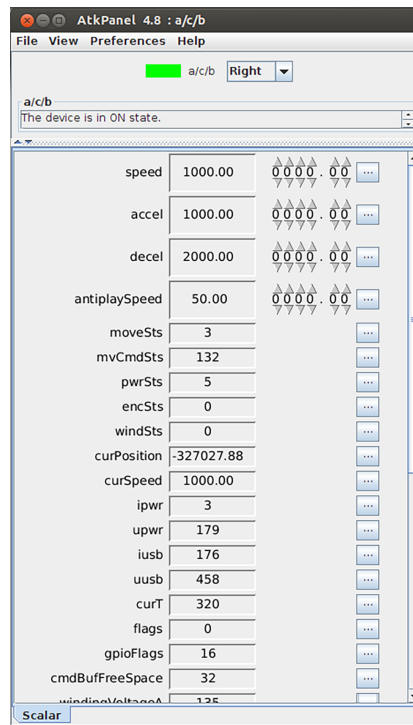 AtkPanel 4.8 : a/c/b
File View Preferences Help
a/c/b Right
a/c/b
The device is in ON state.
speed 1000.00 0000.00 ...
accel 1000.00 0000.00 ...
decel 2000.00 0000.00 ...
antiplaySpeed 50.00 0000.00 ...
moveSts 3 ...
mvCmdSts 132 ...
pwrSts 5 ...
encSts 0 ...
windSts 0 ...
curPosition -327027.88 ...
curSpeed 1000.00 ...
ipwr 3 ...
upwr 179 ...
iusb 176 ...
uusb 458 ...
curT 320 ...
flags 0 ...
gpioFlags 16 ...
cmdBufFreeSpace 32 ...
windingVoltageA 135
Scalar